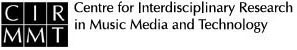 CIR
MMT
Centre for Interdisciplinary Research
in Music Media and Technology